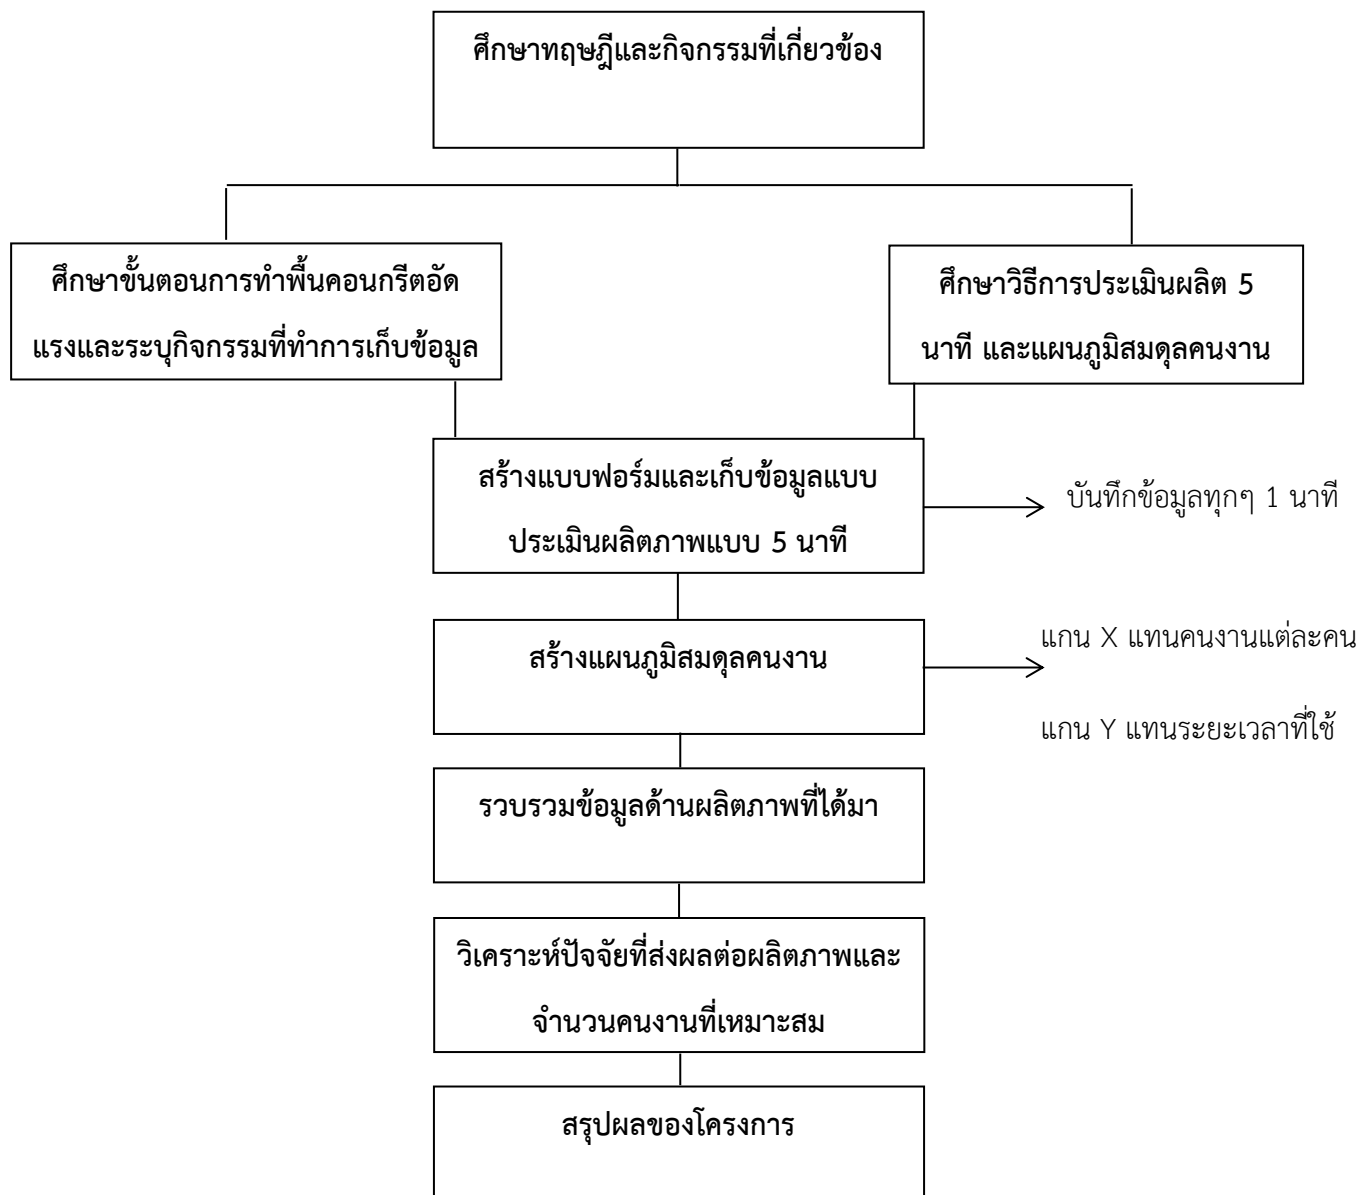 ศึกษาทฤษฎีและกิจกรรมที่เกี่ยวข้อง
ศึกษาขั้นตอนการทำพื้นคอนกรีตอัด
แรงและระบุกิจกรรมที่ทำการเก็บข้อมูล
ศึกษาวิธีการประเมินผลิต 5
นาที และแผนภูมิสมดุลคนงาน
สร้างแบบฟอร์มและเก็บข้อมูลแบบ
ประเมินผลิตภาพแบบ 5 นาที
บันทึกข้อมูลทุกๆ 1 นาที
สร้างแผนภูมิสมดุลคนงาน
แกน X แทนคนงานแต่ละคน
แกน Y แทนระยะเวลาที่ใช้
รวบรวมข้อมูลด้านผลิตภาพที่ได้มา
วิเคราะห์ปัจจัยที่ส่งผลต่อผลิตภาพและ
จำนวนคนงานที่เหมาะสม
สรุปผลของโครงการ